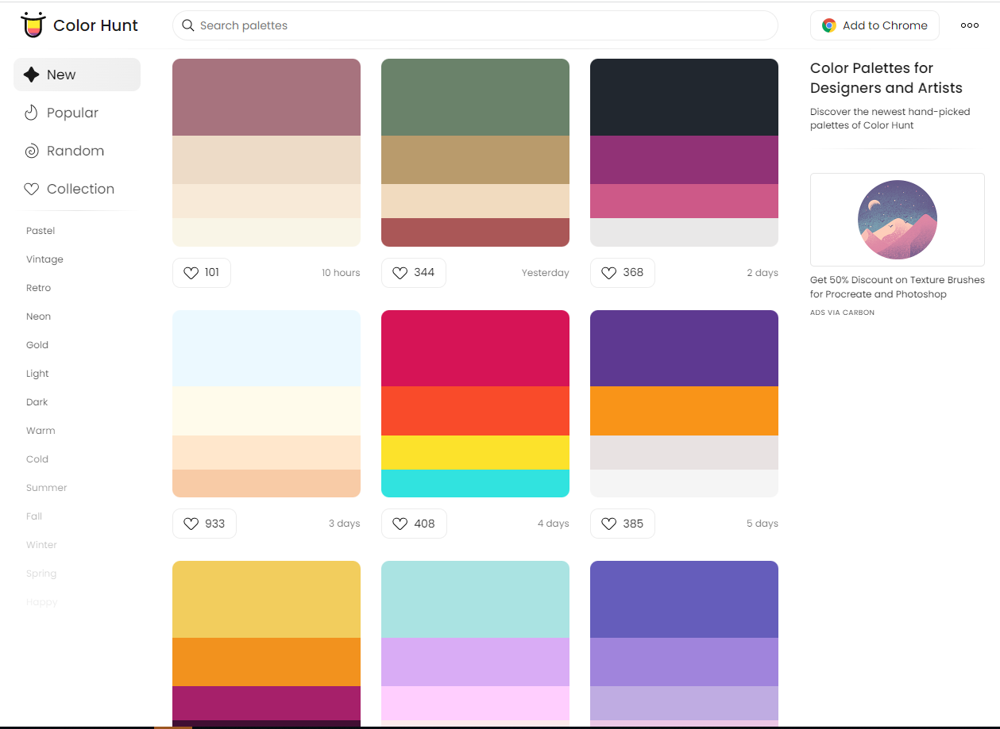 Color Hunt
Search palettes
Add to Chrome
New
Popular
Random
Collection
Pastel
Vintage
Retro
Neon
Gold
Light
Dark
Warm
Cold
Summer
Fall
Winter
Spring
Happy
101
10 hours
344
Yesterday
368
2 days
933
3 days
408
4 days
385
5 days
Color Palettes for
Designers and Artists
Discover the newest hand-picked
palettes of Color Hunt
Get 50% Discount on Texture Brushes
for Procreate and Photoshop
ADS VIA CARBON